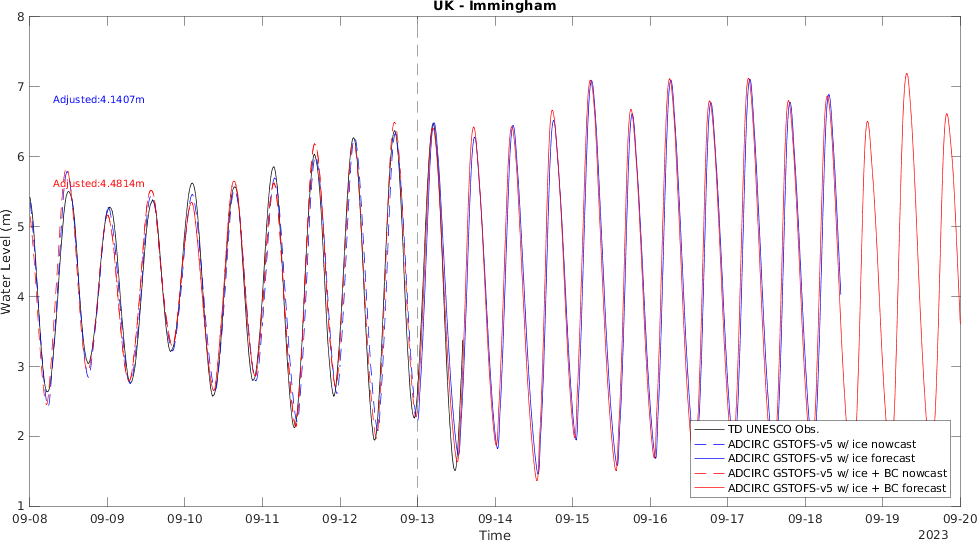 UK - Immingham
8
7
6
5
4
3
2
1
Water Level (m)
Adjusted:4.1407m
Adjusted:4.4814m
TD UNESCO Obs.
ADCIRC GSTOFS-v5 w/ ice nowcast
ADCIRC GSTOFS-v5 w/ ice forecast
ADCIRC GSTOFS-v5 w/ ice + BC nowcast
ADCIRC GSTOFS-v5 w/ ice + BC forecast
09-08 09-09 09-10 09-11 09-12 09-13 09-14 09-15 09-16 09-17 09-18 09-19 09-20
Time
2023